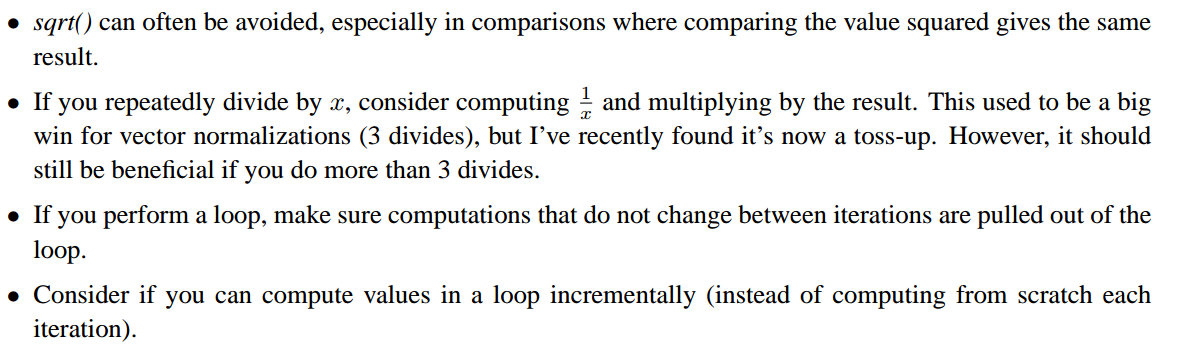 • sqrt() can often be avoided, especially in comparisons where comparing the value squared gives the same
result.
• If you repeatedly divide by x, consider computing 1/x and multiplying by the result. This used to be a big
win for vector normalizations (3 divides), but I've recently found it's now a toss-up. However, it should
still be beneficial if you do more than 3 divides.
• If you perform a loop, make sure computations that do not change between iterations are pulled out of the
loop.
• Consider if you can compute values in a loop incrementally (instead of computing from scratch each
iteration).